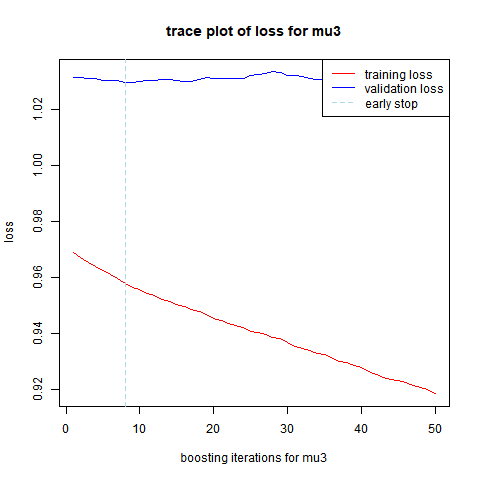 trace plot of loss for mu3
training loss
validation loss
early stop
loss
0.92
0.94
0.96
0.98
1.00
1.02
0
10
20
30
40
50
boosting iterations for mu3